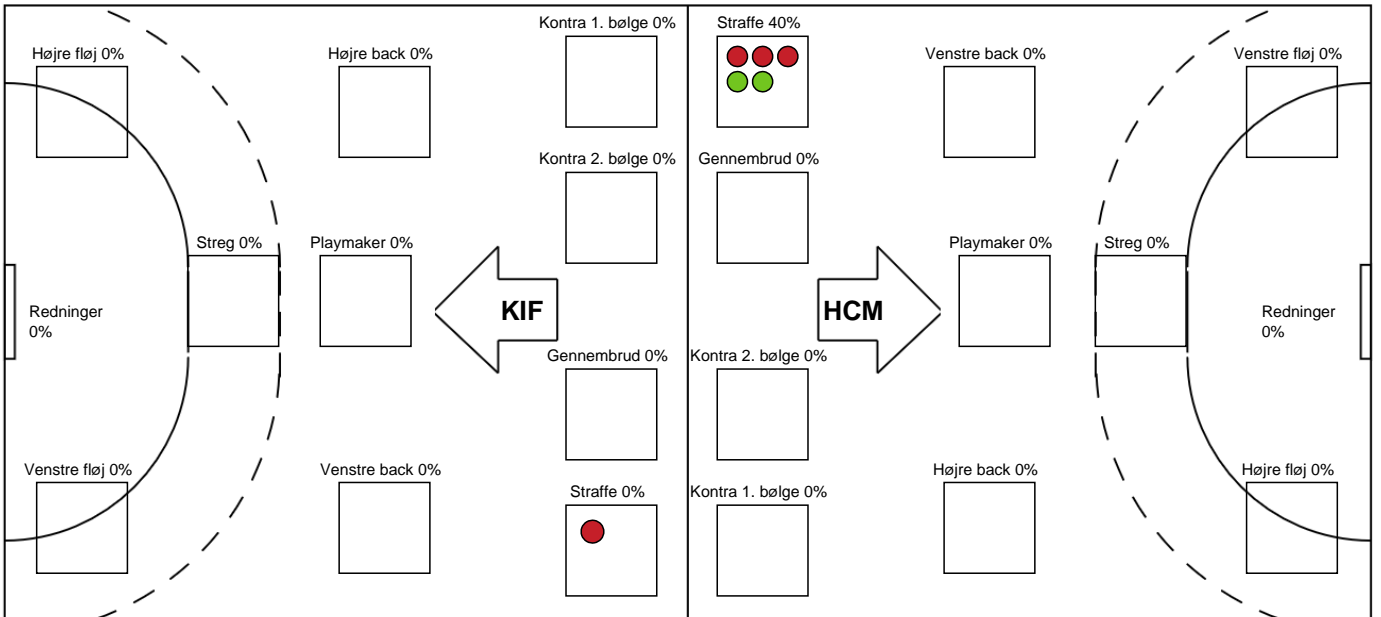 Kontra 1. bølge 0%
Straffe 40%
Højre fløj 0%
Højre back 0%
Venstre back 0%
Venstre fløj 0%
Kontra 2. bølge 0%
Gennembrud 0%
Streg 0%
Playmaker 0%
Playmaker 0%
Streg 0%
Redninger
0%
KIF
HCM
Redninger
0%
Gennembrud 0%
Kontra 2. bølge 0%
Venstre fløj 0%
Venstre back 0%
Højre back 0%
Højre fløj 0%
Straffe 0%
Kontra 1. bølge 0%